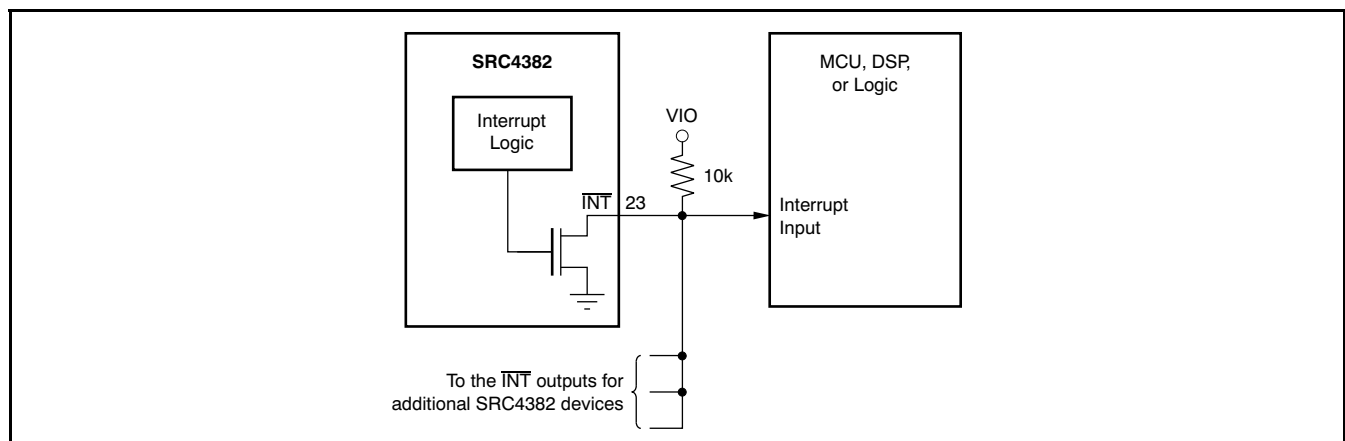 SRC4382
Interrupt
Logic
INT
23
VIO
10k
MCU, DSP,
or Logic
Interrupt
Input
To the INT outputs for
additional SRC4382 devices